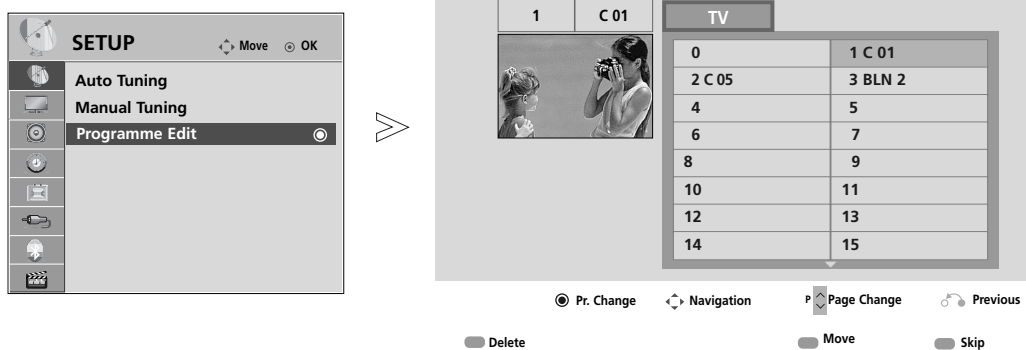 SETUP Move OK
Auto Tuning
Manual Tuning
Programme Edit
1 C 01 TV
0 1 C 01
2 C 05 3 BLN 2
4 5
6 7
8 9
10 11
12 13
14 15
Pr. Change Navigation P Page Change Previous
Delete Move Skip